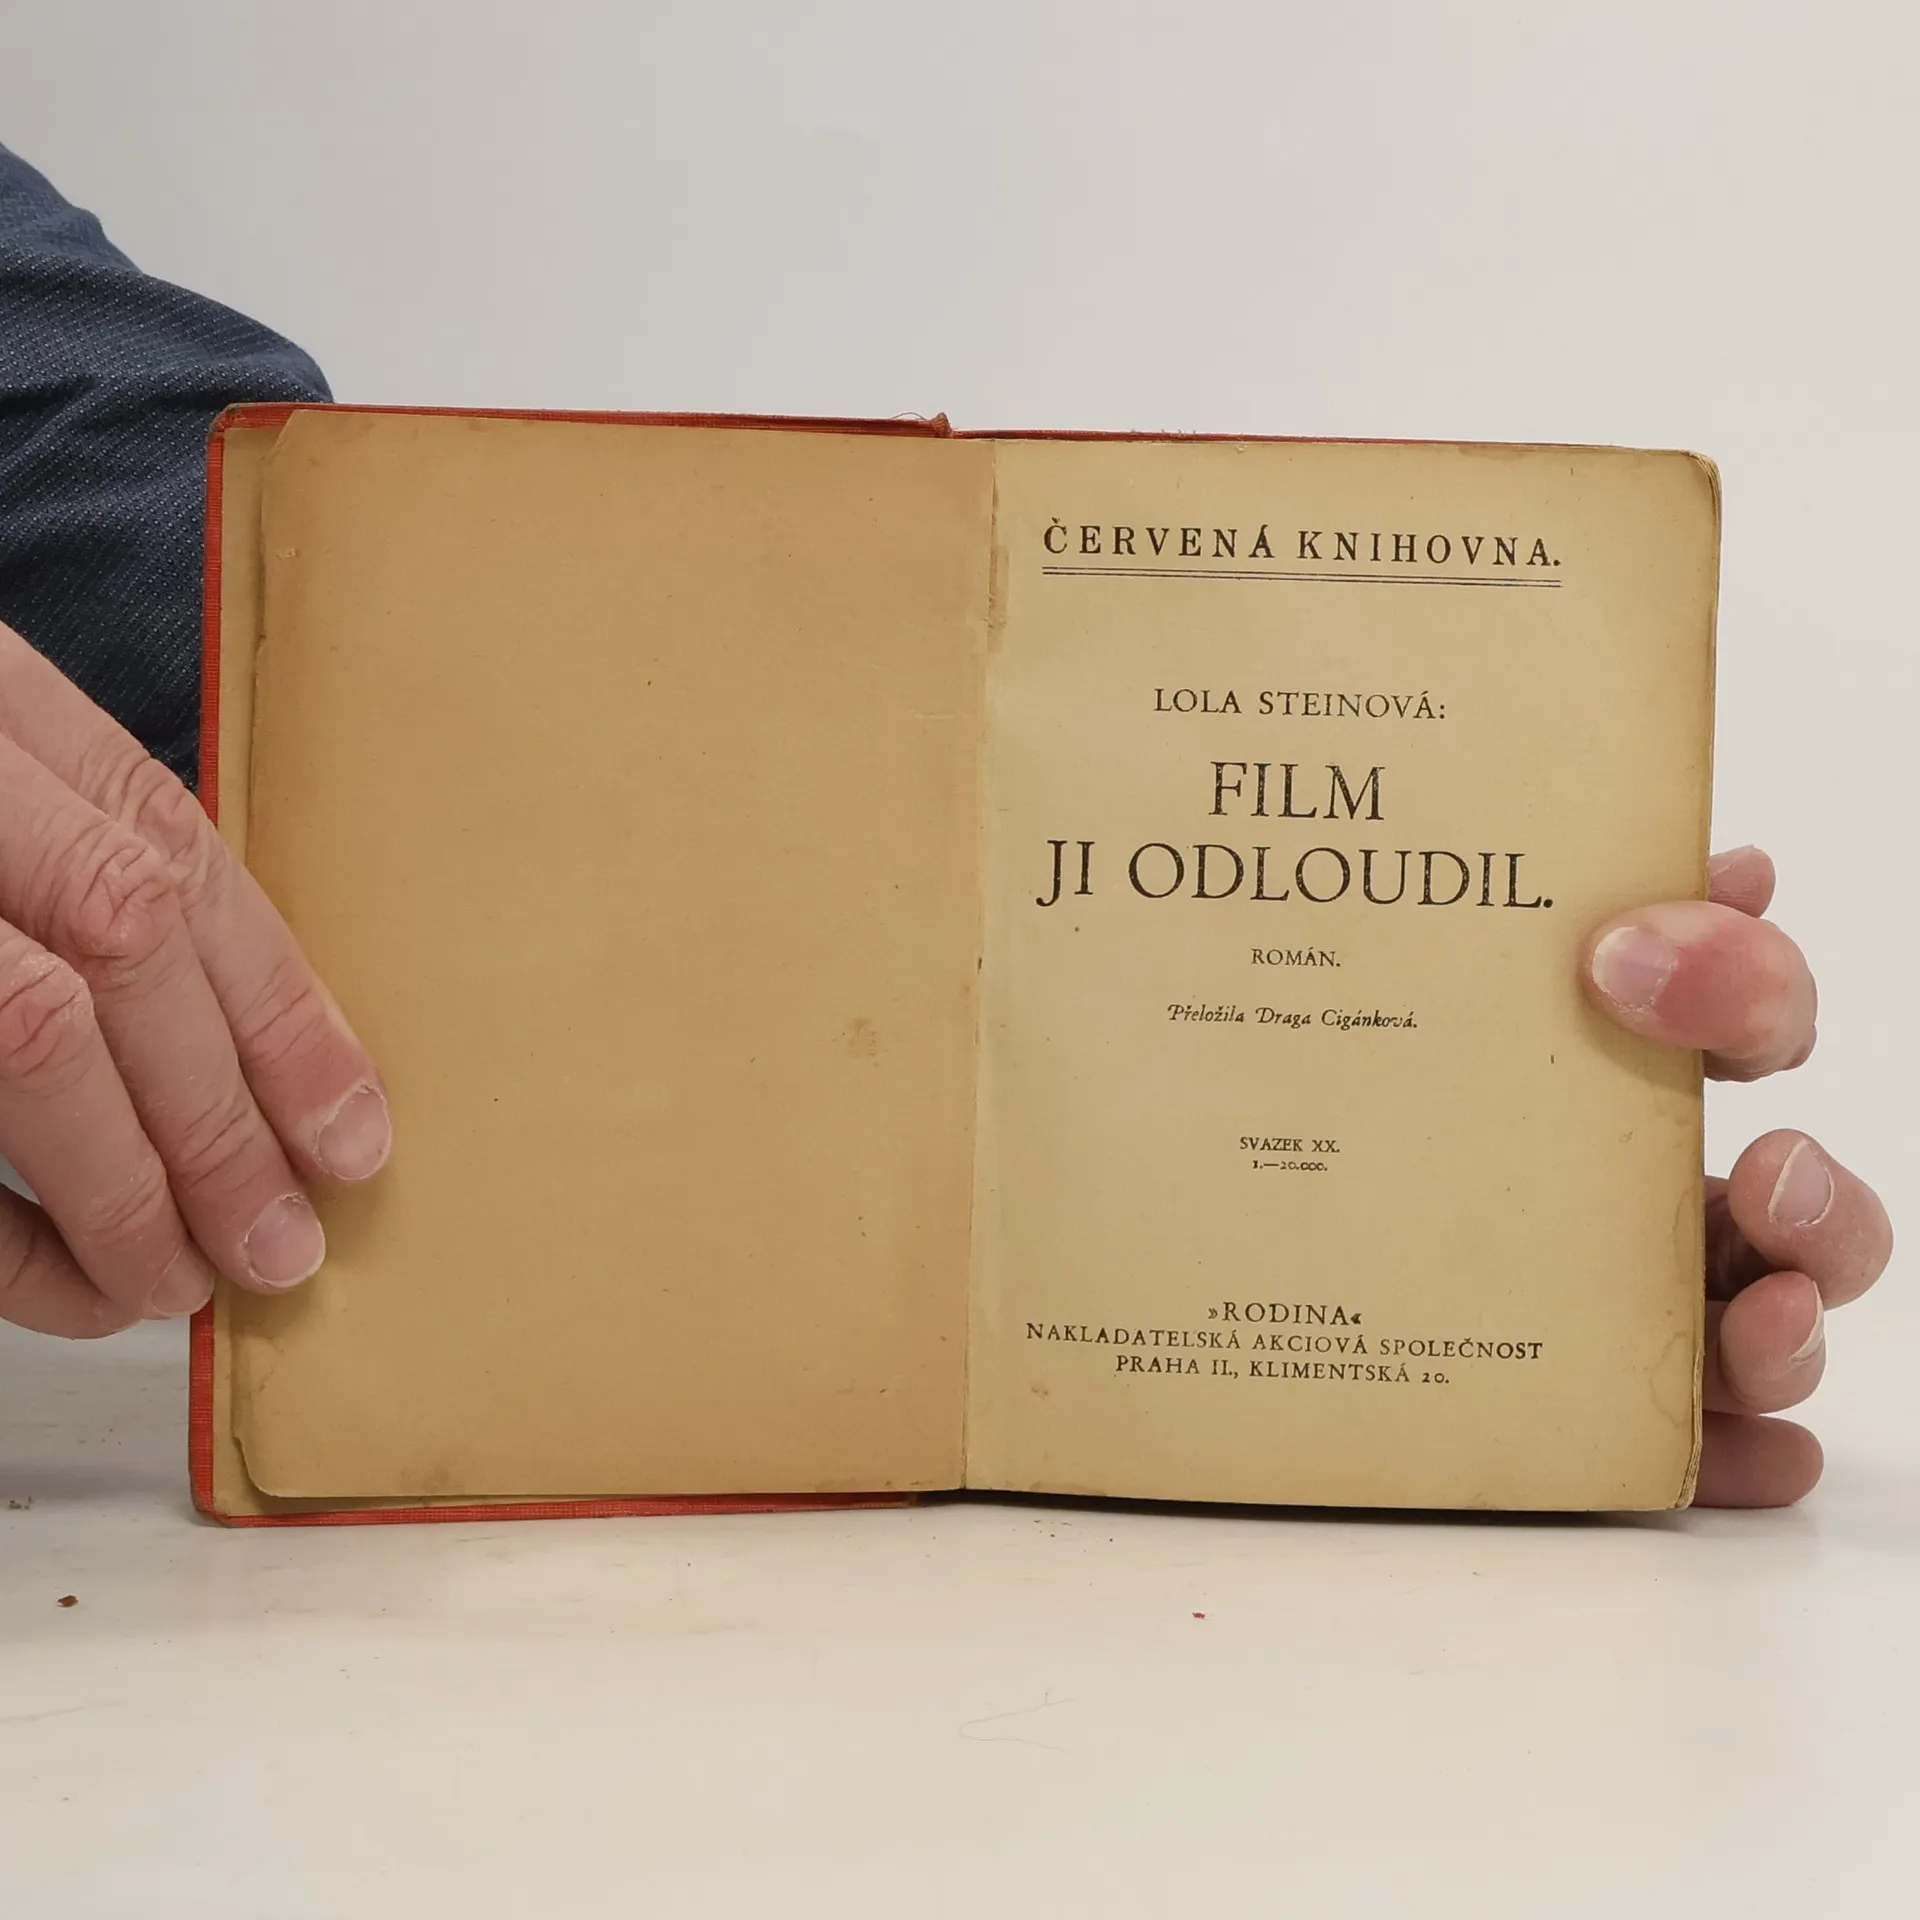 ČERVENÁ KNIHOVNA.
LOLA STEINOVÁ:
FILM
JI ODLOUDIL.
ROMÁN.
Přeložila Draga Cigánková.
SVAZEK XX.
1.—20.000.
»RODINA«
NAKLADATELSKÁ AKCIOVÁ SPOLEČNOST
PRAHA II., KLIMENTSKÁ 20.